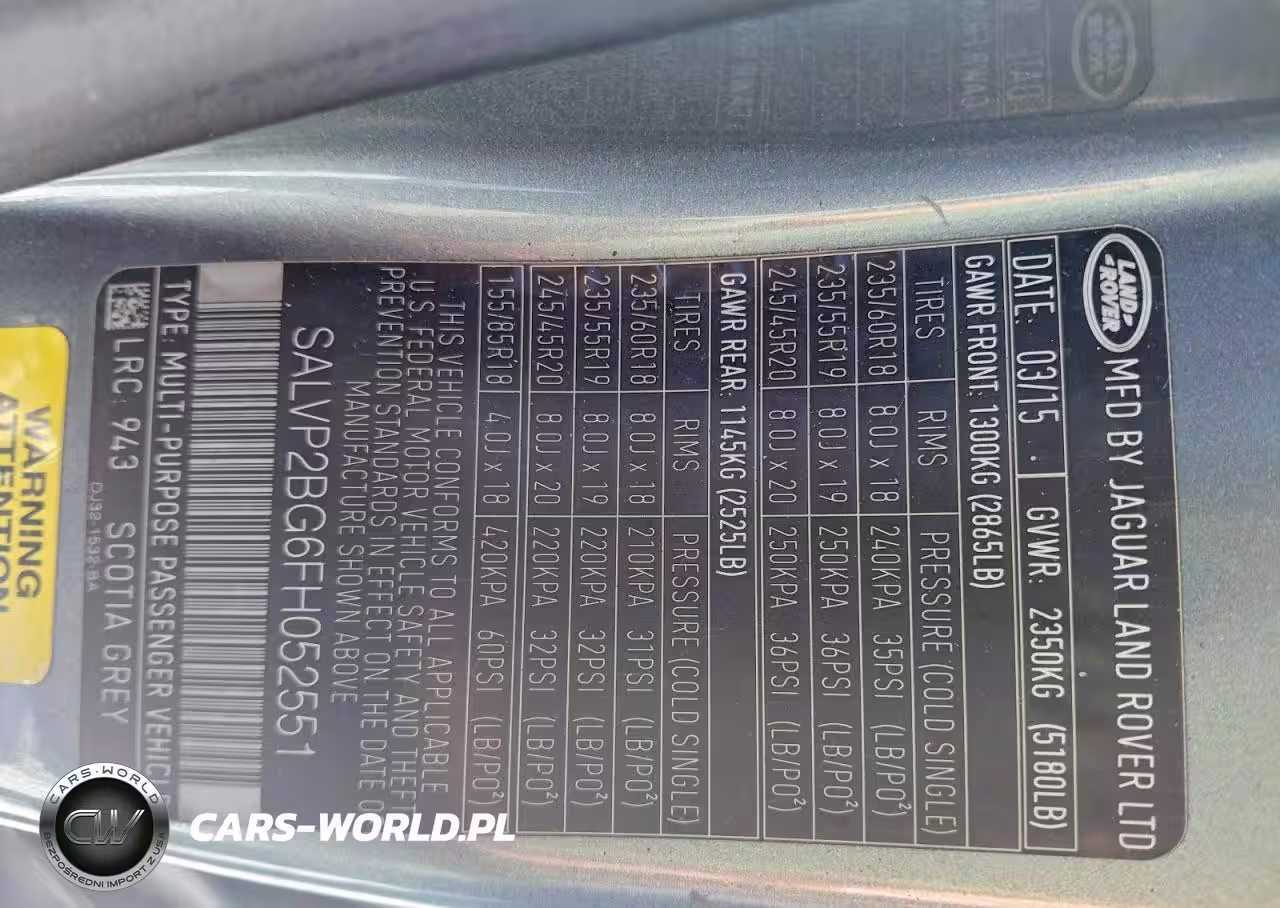 LAND
ROVER
MFD BY JAGUAR LAND ROVER LTD
DATE: 03/15 . GVWR: 2350KG (5180LB)
GAWR FRONT: 1300KG (2865LB)
TIRES RIMS PRESSURE (COLD SINGLE)
235/60R18 8.0J x 18 240KPA 35PSI (LB/PO²)
235/55R19 8.0J x 19 250KPA 36PSI (LB/PO²)
245/45R20 8.0J x 20 250KPA 36PSI (LB/PO²)
GAWR REAR: 1145KG (2525LB)
TIRES RIMS PRESSURE (COLD SINGLE)
235/60R18 8.0J x 18 210KPA 31PSI (LB/PO²)
235/55R19 8.0J x 19 220KPA 32PSI (LB/PO²)
245/45R20 8.0J x 20 220KPA 32PSI (LB/PO²)
155/85R18 4.0J x 18 420KPA 60PSI (LB/PO²)
THIS VEHICLE CONFORMS TO ALL APPLICABLE
U.S. FEDERAL MOTOR VEHICLE SAFETY AND THEFT
PREVENTION STANDARDS IN EFFECT ON THE DATE O
MANUFACTURE SHOWN ABOVE
SALVP2BG6FH052551
TYPE: MULTI-PURPOSE PASSENGER VEHICLE
LRC: 943 SCOTIA GREY
WARNING
ATTENTION
CARS-WORLD
CW
BEZPOŚREDNI IMPORT Z USA
CARS-WORLD.PL